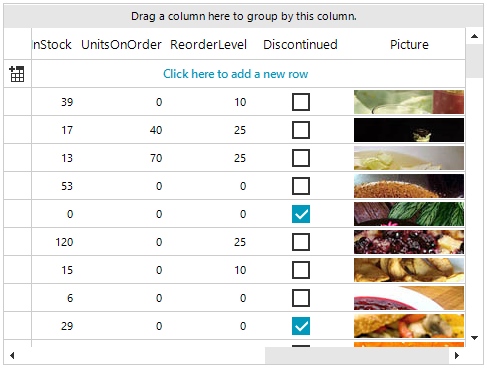 Drag a column here to group by this column.
InStock UnitsOnOrder ReorderLevel Discontinued Picture
Click here to add a new row
39 0 10
17 40 25
13 70 25
53 0 0
0 0 0
120 0 25
15 0 10
6 0 0
29 0 0